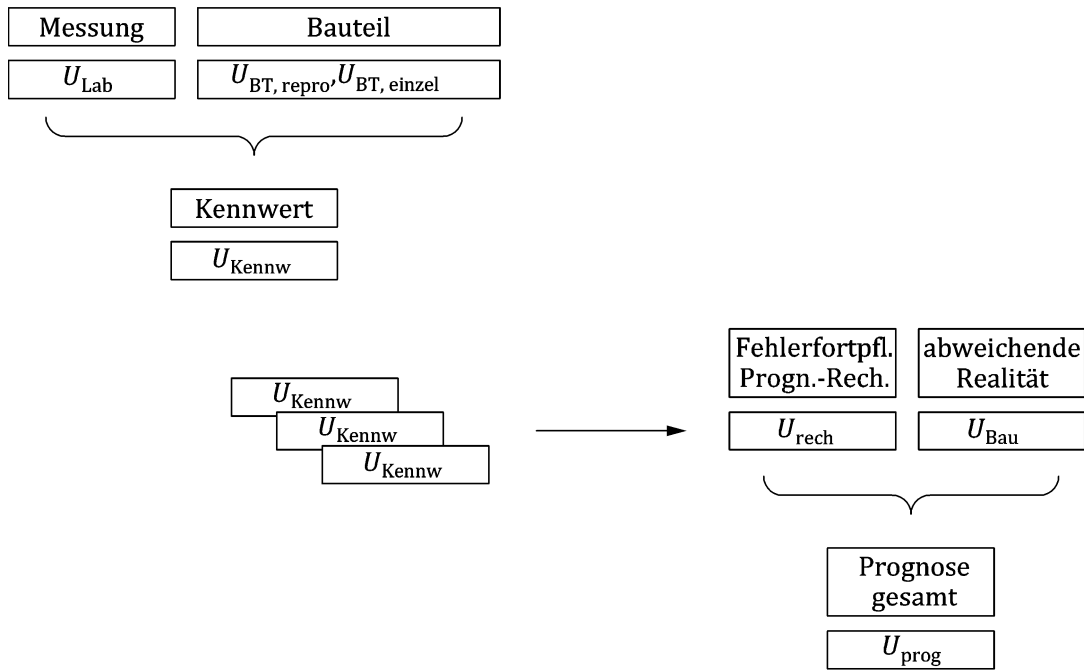 Messung
Bauteil
U_Lab
U_BT, repro,U_BT, einzel
Kennwert
U_Kennw
U_Kennw
U_Kennw
U_Kennw
Fehlerfortpfl.
Progn.-Rech.
abweichende
Realität
U_rech
U_Bau
Prognose
gesamt
U_prog